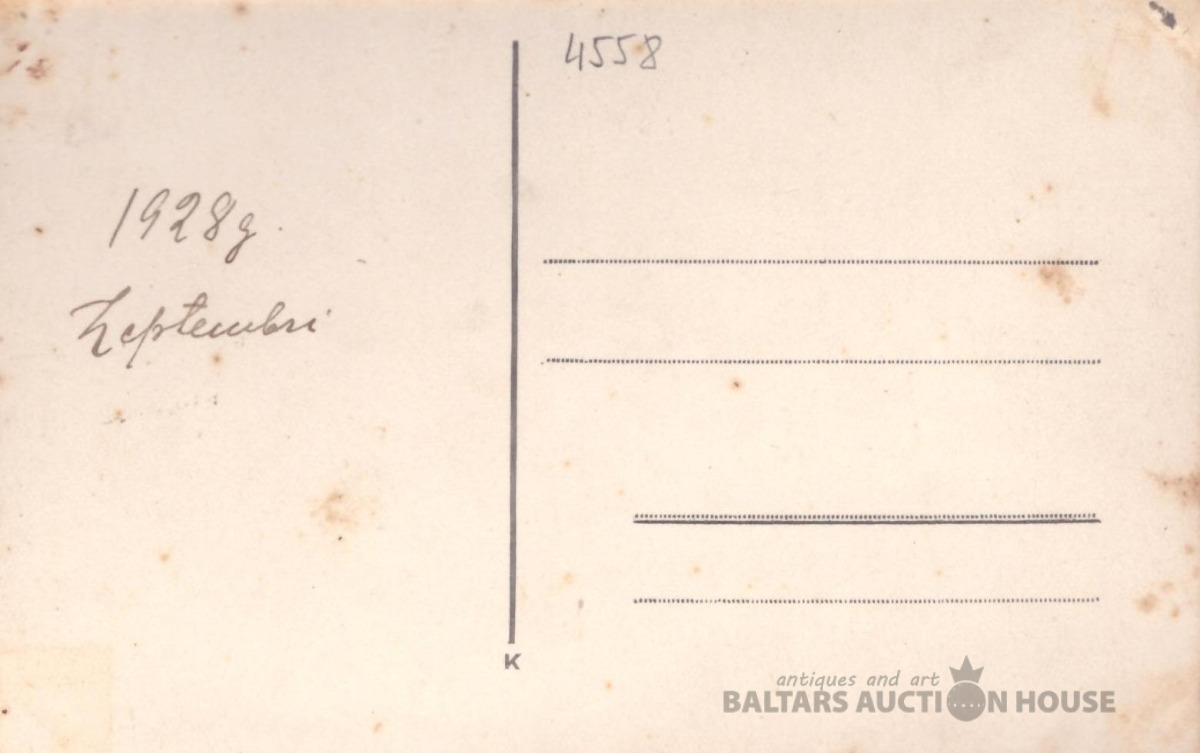 4558
1928g.
Septembri
K
antiques and art
BALTARS AUCTION HOUSE